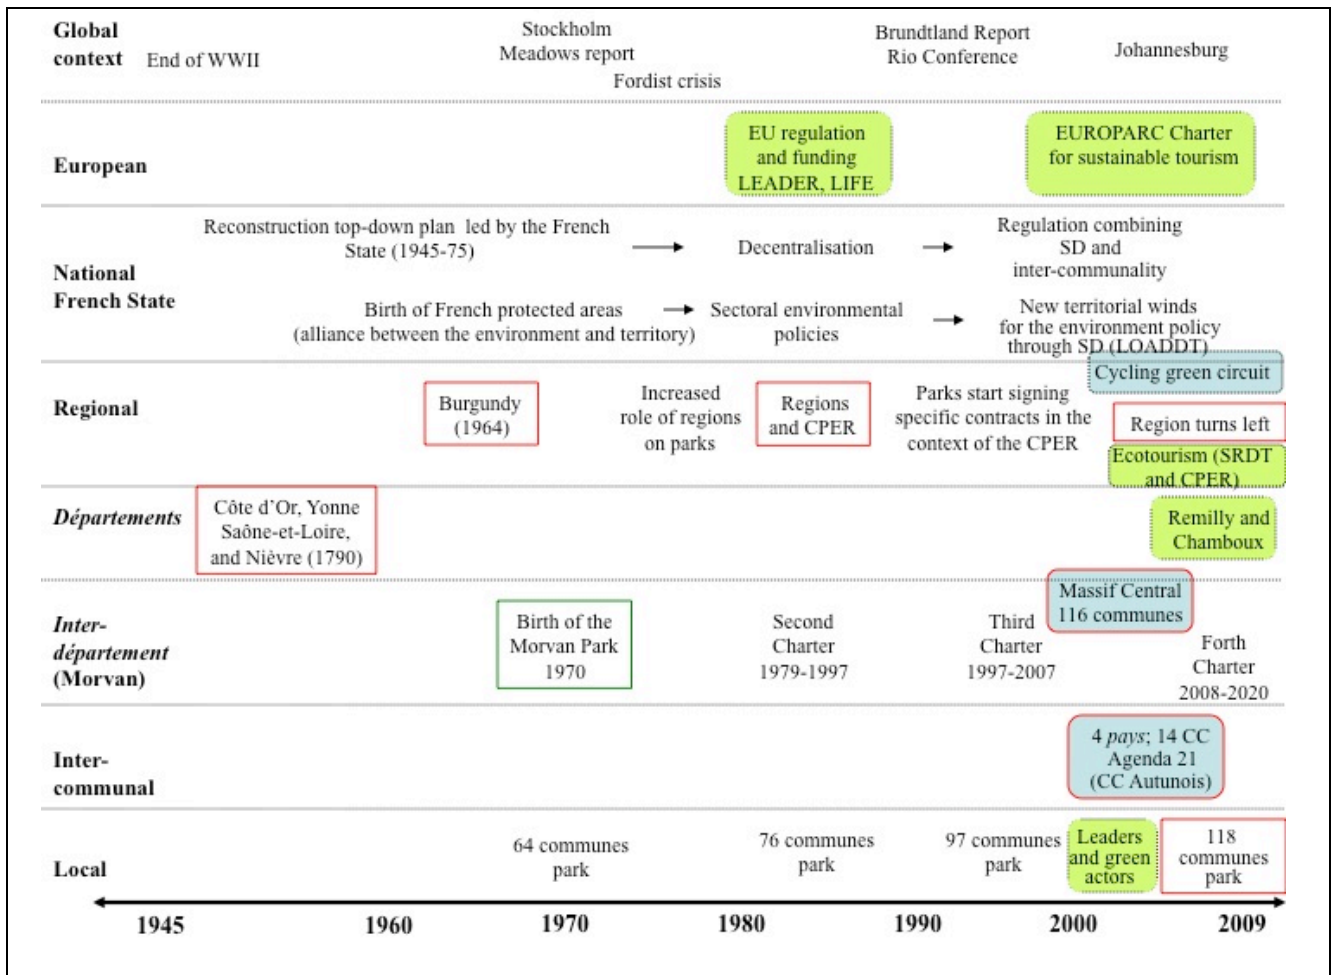 Global
context
End of WWII
Stockholm
Meadows report
Fordist crisis
Brundtland Report
Rio Conference
Johannesburg
European
EU regulation
and funding
LEADER, LIFE
EUROPARC Charter
for sustainable tourism
National
French State
Reconstruction top-down plan led by the French
State (1945-75)
Decentralisation
Regulation combining
SD and
inter-communality
Birth of French protected areas
(alliance between the environment and territory)
Sectoral environmental
policies
New territorial winds
for the environment policy
through SD (LOADDT)
Cycling green circuit
Regional
Burgundy
(1964)
Increased
role of regions
on parks
Regions
and CPER
Parks start signing
specific contracts in the
context of the CPER
Region turns left
Ecotourism (SRDT
and CPER)
Départements
Côte d’Or, Yonne
Saône-et-Loire,
and Nièvre (1790)
Remilly and
Chamboux
Inter-
département
(Morvan)
Birth of the
Morvan Park
1970
Second
Charter
1979-1997
Third
Charter
1997-2007
Massif Central
116 communes
Forth
Charter
2008-2020
Inter-
communal
4 pays; 14 CC
Agenda 21
(CC Autunois)
Local
64 communes
park
76 communes
park
97 communes
park
Leaders
and green
actors
118
communes
park
1945
1960
1970
1980
1990
2000
2009